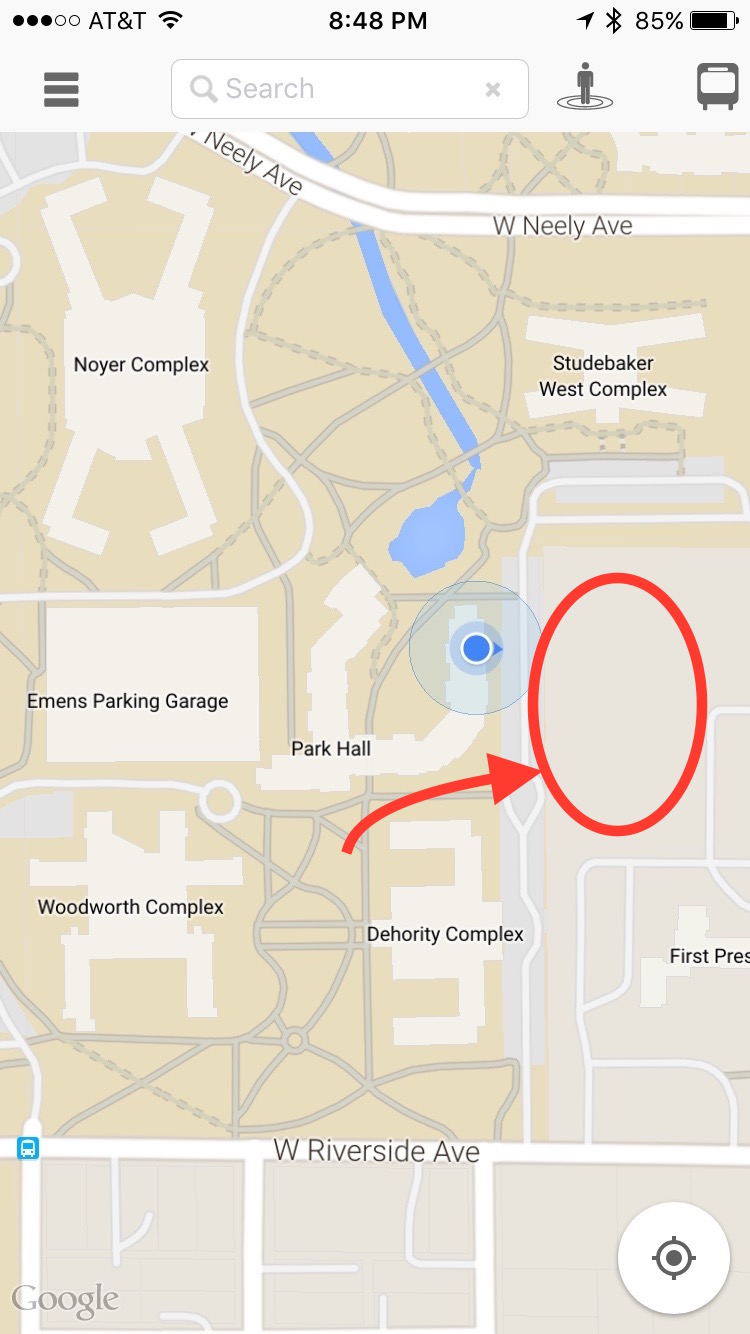 AT&T 8:48 PM 85%
Search
Neely Ave
W Neely Ave
Noyer Complex
Studebaker
West Complex
Emens Parking Garage
Park Hall
Woodworth Complex
Dehority Complex
First Pres
W Riverside Ave
Google